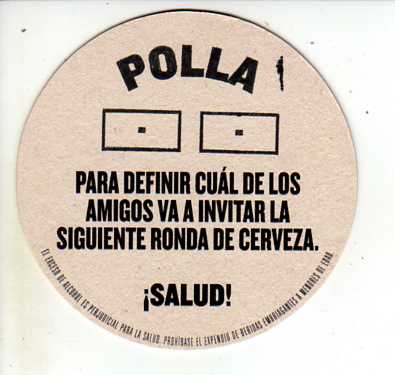 POLLA 1
PARA DEFINIR CUÁL DE LOS
AMIGOS VA A INVITAR LA
SIGUIENTE RONDA DE CERVEZA.
¡SALUD!
EL EXCESO DE ALCOHOL ES PERJUDICIAL PARA LA SALUD. PROHÍBASE EL EXPENDIO DE BEBIDAS EMBRIAGANTES A MENORES DE EDAD.